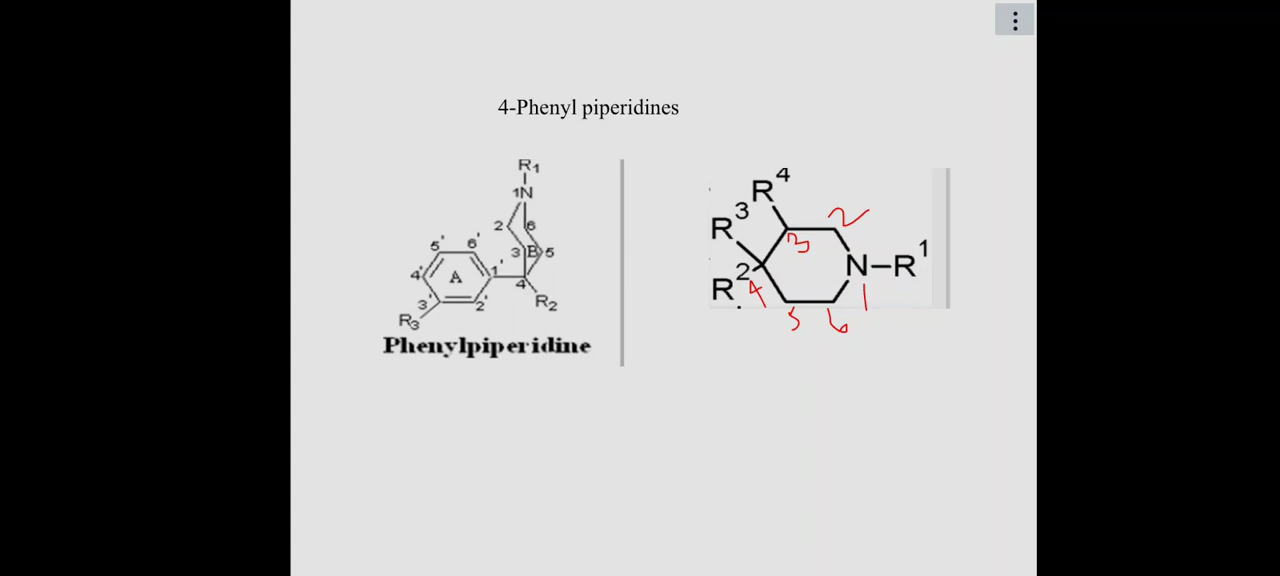 4-Phenyl piperidines
R1
1N
2 6
3 B 5
5' 6'
4' A 1'
4
3' 2' R2
R3
Phenylpiperidine
R4
R3
2
3
R1
N
R2
4
1
5 6